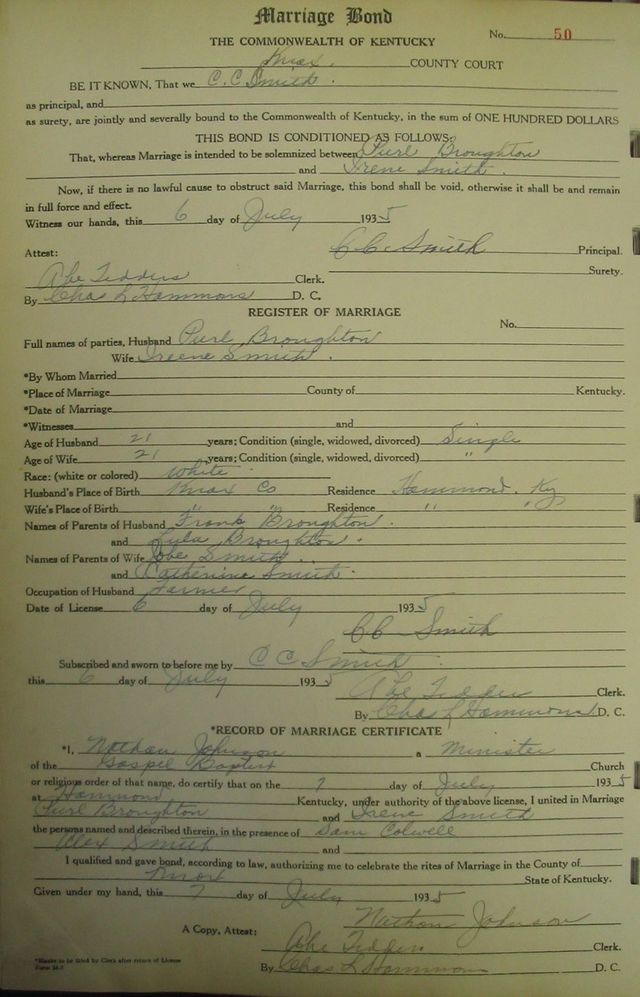 Marriage Bond
No. 50
THE COMMONWEALTH OF KENTUCKY
Knox. COUNTY COURT
BE IT KNOWN, That we C. C. Smith.
as principal, and
as surety, are jointly and severally bound to the Commonwealth of Kentucky, in the sum of ONE HUNDRED DOLLARS
THIS BOND IS CONDITIONED AS FOLLOWS:
That, whereas Marriage is intended to be solemnized between Purl Broughton
and Irene Smith.
Now, if there is no lawful cause to obstruct said Marriage, this bond shall be void, otherwise it shall be and remain
in full force and effect.
Witness our hands, this 6 day of July 1935
Attest: C C Smith Principal.
Surety.
Abe Tedders Clerk.
By Chas L Hammons D. C.
REGISTER OF MARRIAGE
No.
Full names of parties, Husband Purl Broughton
Wife Ireene Smith.
*By Whom Married
*Place of Marriage County of Kentucky.
*Date of Marriage
*Witnesses and
Age of Husband 21 years; Condition (single, widowed, divorced) Single
Age of Wife 21 years; Condition (single, widowed, divorced) "
Race: (white or colored) White
Husband's Place of Birth Knox Co Residence Hammond, Ky
Wife's Place of Birth " " Residence " "
Names of Parents of Husband Frank Broughton.
and Lula Broughton.
Names of Parents of Wife Smith.
and Catherine Smith.
Occupation of Husband Farmer
Date of License 6 day of July 1935
C C Smith
Subscribed and sworn to before me by C C Smith
this 6 day of July 1935
Abe Tedders Clerk.
By Chas L Hammons D. C.
*RECORD OF MARRIAGE CERTIFICATE
*I, Nathan Johnson a Minister
of the Gospel Baptist Church
or religious order of that name, do certify that on the 7 day of July 1935
at Hammond Kentucky, under authority of the above license, I united in Marriage
Purl Broughton and Irene Smith
the persons named and described therein, in the presence of Sam Colwell
Alex Smith and
I qualified and gave bond, according to law, authorizing me to celebrate the rites of Marriage in the County of
Knox State of Kentucky.
Given under my hand, this 7 day of July 1935
Nathan Johnson
A Copy, Attest: Abe Tedders Clerk.
By Chas L Hammons D. C.
*Blanks to be filled by Clerk after return of License